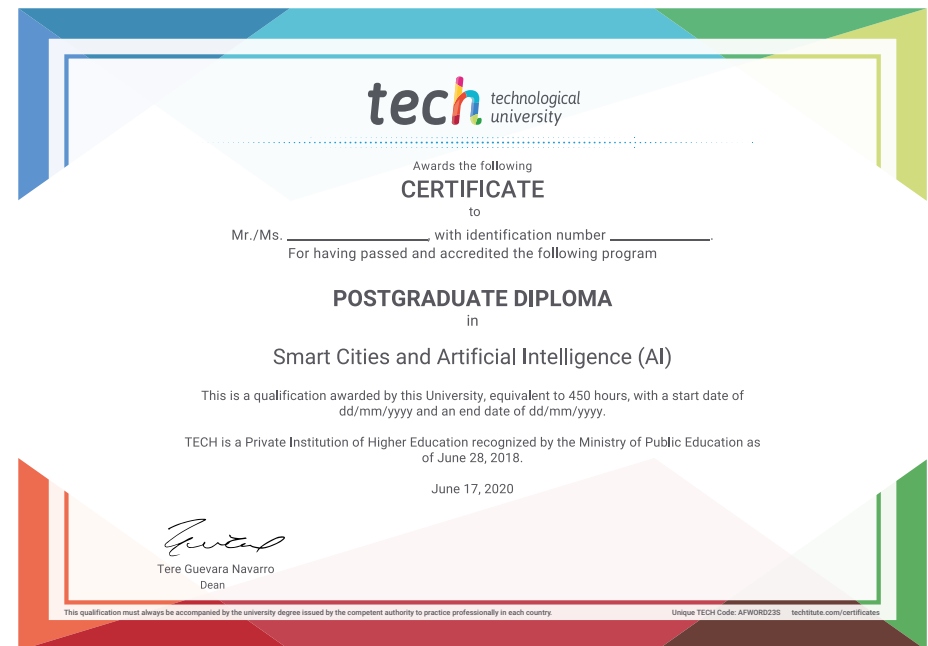 tech technological
university
Awards the following
CERTIFICATE
to
Mr./Ms. ____________, with identification number ____________.
For having passed and accredited the following program
POSTGRADUATE DIPLOMA
in
Smart Cities and Artificial Intelligence (AI)
This is a qualification awarded by this University, equivalent to 450 hours, with a start date of
dd/mm/yyyy and an end date of dd/mm/yyyy.
TECH is a Private Institution of Higher Education recognized by the Ministry of Public Education as
of June 28, 2018.
June 17, 2020
Tere Guevara Navarro
Dean
This qualification must always be accompanied by the university degree issued by the competent authority to practice professionally in each country. Unique TECH Code: AFWORD23S techtitute.com/certificates